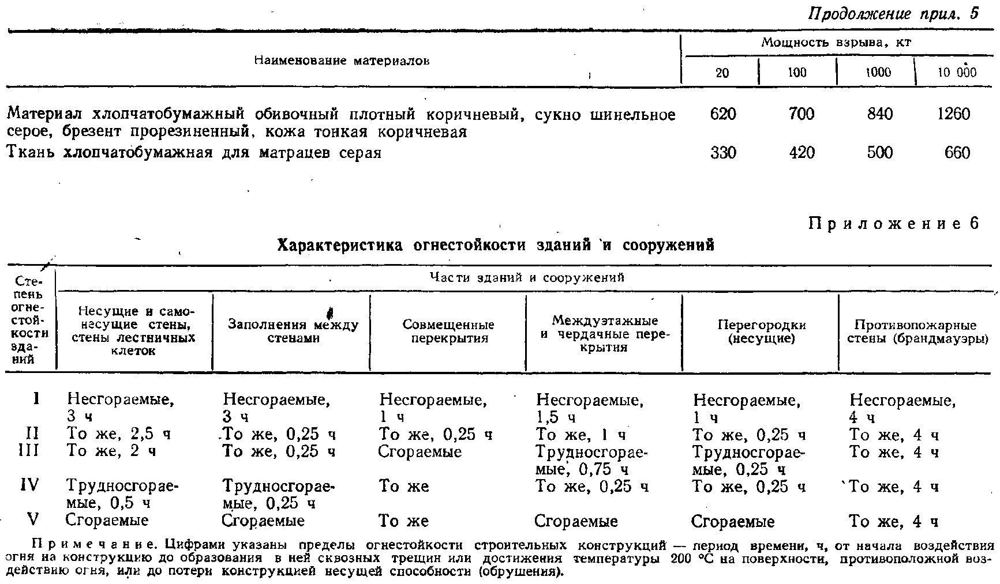 Продолжение прил. 5
Наименование материалов
Мощность взрыва, кт
20 100 1000 10 000
Материал хлопчатобумажный обивочный плотный коричневый, сукно шинельное 620 700 840 1260
серое, брезент прорезиненный, кожа тонкая коричневая
Ткань хлопчатобумажная для матрацев серая 330 420 500 660
Приложение 6
Характеристика огнестойкости зданий и сооружений
Сте-
пень
огне-
стой-
кости
зда-
ний
Части зданий и сооружений
Несущие и само-
несущие стены,
стены лестничных
клеток
Заполнения между
стенами
Совмещенные
перекрытия
Междуэтажные
и чердачные пере-
крытия
Перегородки
(несущие)
Противопожарные
стены (брандмауэры)
I Несгораемые, Несгораемые, Несгораемые, Несгораемые, Несгораемые, Несгораемые,
3 ч 3 ч 1 ч 1,5 ч 1 ч 4 ч
II То же, 2,5 ч То же, 0,25 ч То же, 0,25 ч То же, 1 ч То же, 0,25 ч То же, 4 ч
III То же, 2 ч То же, 0,25 ч Сгораемые Трудносгорае- Трудносгорае- То же, 4 ч
мые, 0,75 ч мые, 0,25 ч
IV Трудносгорае- Трудносгорае- То же То же, 0,25 ч То же, 0,25 ч То же, 4 ч
мые, 0,5 ч мые, 0,25 ч
V Сгораемые Сгораемые То же Сгораемые Сгораемые То же, 4 ч
Примечание. Цифрами указаны пределы огнестойкости строительных конструкций — период времени, ч, от начала воздействия
огня на конструкцию до образования в ней сквозных трещин или достижения температуры 200 °С на поверхности, противоположной воз-
действию огня, или до потери конструкцией несущей способности (обрушения).